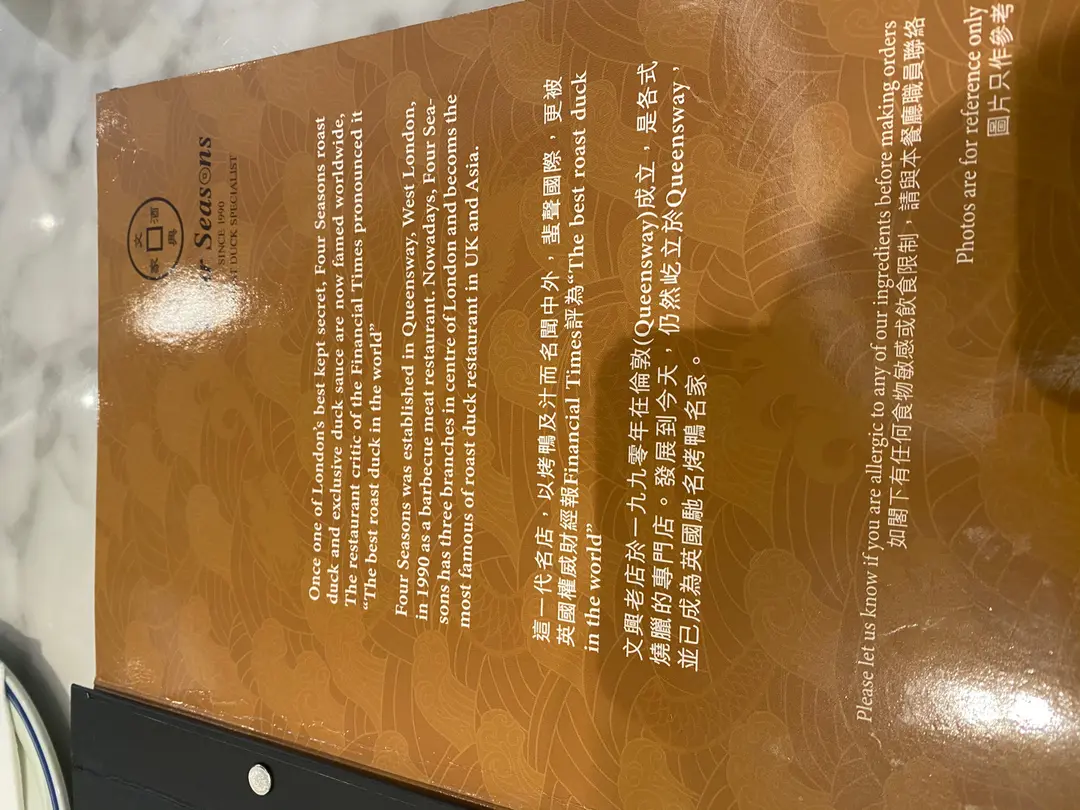 文興酒家
Seasons
SINCE 1990
DUCK SPECIALIST
Once one of London's best kept secret, Four Seasons roast
duck and exclusive duck sauce are now famed worldwide,
The restaurant critic of the Financial Times pronounced it
“The best roast duck in the world”
Four Seasons was established in Queensway, West London,
in 1990 as a barbecue meat restaurant. Nowadays, Four Sea-
sons has three branches in centre of London and becomes the
most famous of roast duck restaurant in UK and Asia.
這一代名店，以烤鴨及汁而名聞中外，蜚聲國際，更被
英國權威財經報Financial Times評為“The best roast duck
in the world”
文興老店於一九九零年在倫敦(Queensway)成立，是各式
燒臘的專門店。發展到今天，仍然屹立於Queensway，
並已成為英國馳名烤鴨名家。
Please let us know if you are allergic to any of our ingredients before making orders
如閣下有任何食物敏感或飲食限制，請與本餐廳職員聯絡
Photos are for reference only
圖片只作參考